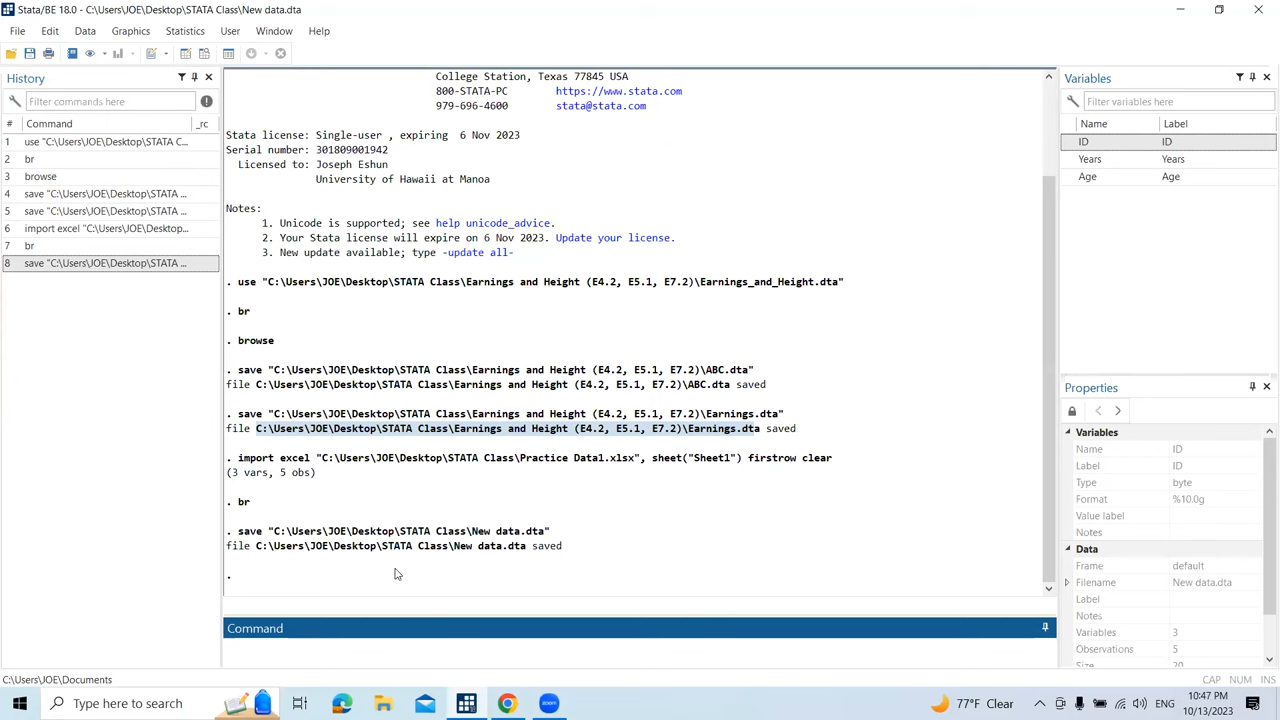 Stata/BE 18.0 - C:\Users\JOE\Desktop\STATA Class\New data.dta
File Edit Data Graphics Statistics User Window Help
History
Filter commands here
# Command _rc
1 use "C:\Users\JOE\Desktop\STATA C...
2 br
3 browse
4 save "C:\Users\JOE\Desktop\STATA ...
5 save "C:\Users\JOE\Desktop\STATA ...
6 import excel "C:\Users\JOE\Desktop...
7 br
8 save "C:\Users\JOE\Desktop\STATA ...
College Station, Texas 77845 USA
800-STATA-PC https://www.stata.com
979-696-4600 stata@stata.com
Stata license: Single-user , expiring 6 Nov 2023
Serial number: 301809001942
Licensed to: Joseph Eshun
University of Hawaii at Manoa
Notes:
1. Unicode is supported; see help unicode_advice.
2. Your Stata license will expire on 6 Nov 2023. Update your license.
3. New update available; type -update all-
. use "C:\Users\JOE\Desktop\STATA Class\Earnings and Height (E4.2, E5.1, E7.2)\Earnings_and_Height.dta"
. br
. browse
. save "C:\Users\JOE\Desktop\STATA Class\Earnings and Height (E4.2, E5.1, E7.2)\ABC.dta"
file C:\Users\JOE\Desktop\STATA Class\Earnings and Height (E4.2, E5.1, E7.2)\ABC.dta saved
. save "C:\Users\JOE\Desktop\STATA Class\Earnings and Height (E4.2, E5.1, E7.2)\Earnings.dta"
file C:\Users\JOE\Desktop\STATA Class\Earnings and Height (E4.2, E5.1, E7.2)\Earnings.dta saved
. import excel "C:\Users\JOE\Desktop\STATA Class\Practice Data1.xlsx", sheet("Sheet1") firstrow clear
(3 vars, 5 obs)
. br
. save "C:\Users\JOE\Desktop\STATA Class\New data.dta"
file C:\Users\JOE\Desktop\STATA Class\New data.dta saved
.
Command
Variables
Filter variables here
Name Label
ID ID
Years Years
Age Age
Properties
Variables
Name ID
Label ID
Type byte
Format %10.0g
Value label
Notes
Data
Frame default
Filename New data.dta
Label
Notes
Variables 3
Observations 5
Size 20
C:\Users\JOE\Documents
CAP NUM INS
Type here to search
zoom
77°F Clear
ENG
10:47 PM
10/13/2023